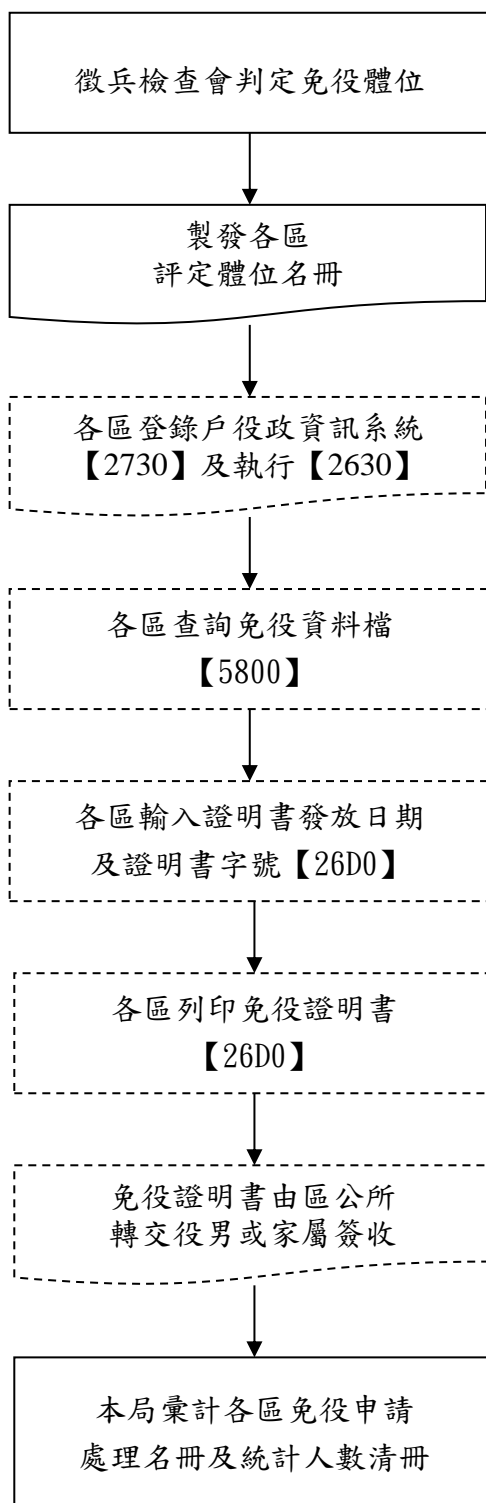 徵兵檢查會判定免役體位
製發各區
評定體位名冊
各區登錄戶役政資訊系統
【2730】及執行【2630】
各區查詢免役資料檔
【5800】
各區輸入證明書發放日期
及證明書字號【26D0】
各區列印免役證明書
【26D0】
免役證明書由區公所
轉交役男或家屬簽收
本局彙計各區免役申請
處理名冊及統計人數清冊